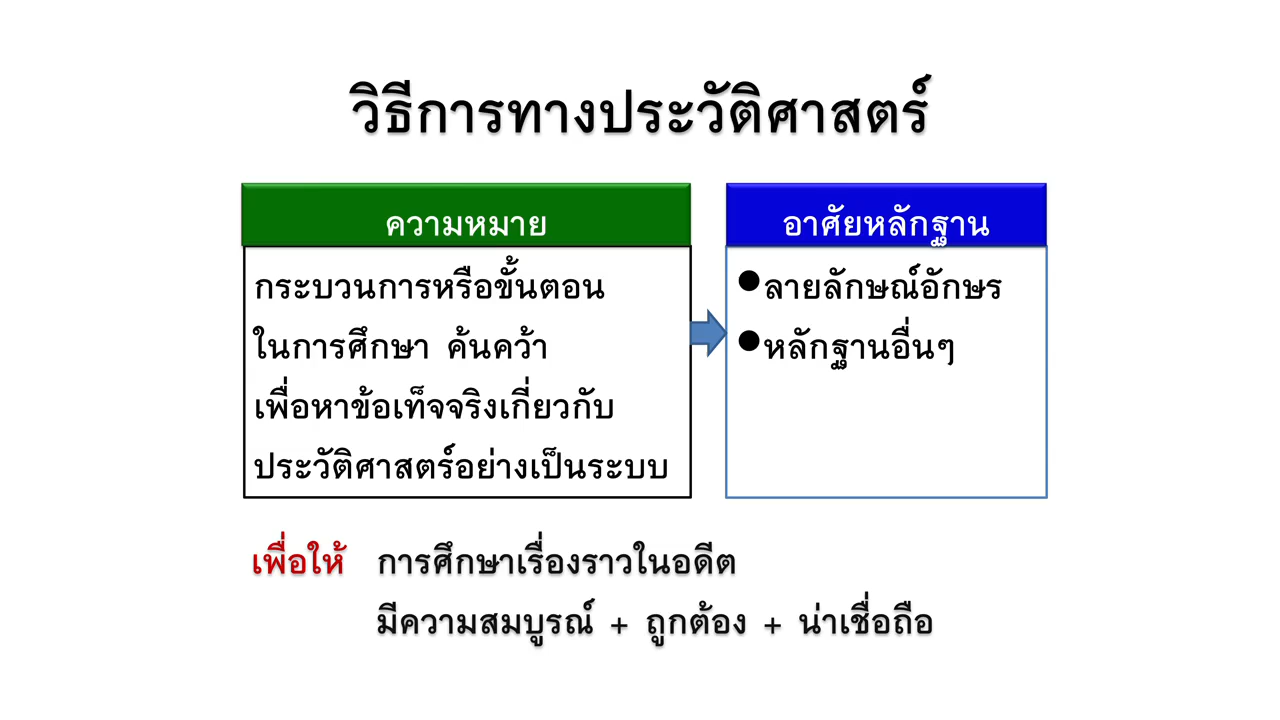 วิธีการทางประวัติศาสตร์
ความหมาย
กระบวนการหรือขั้นตอน
ในการศึกษา ค้นคว้า
เพื่อหาข้อเท็จจริงเกี่ยวกับ
ประวัติศาสตร์อย่างเป็นระบบ
อาศัยหลักฐาน
●ลายลักษณ์อักษร
●หลักฐานอื่นๆ
เพื่อให้ การศึกษาเรื่องราวในอดีต
มีความสมบูรณ์ + ถูกต้อง + น่าเชื่อถือ